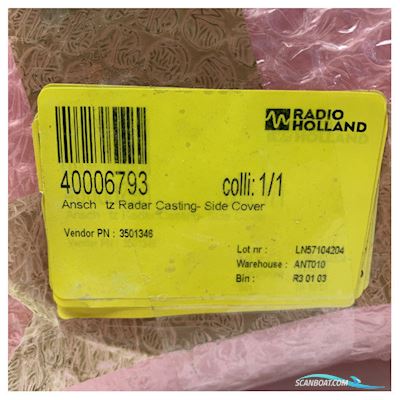 RADIO
HOLLAND
40006793 colli: 1/1
Ansch tz Radar Casting- Side Cover
Vendor PN : 3501346
Lot nr : LN57104204
Warehouse : ANT010
Bin : R3 01 03
SCANBOAT.COM